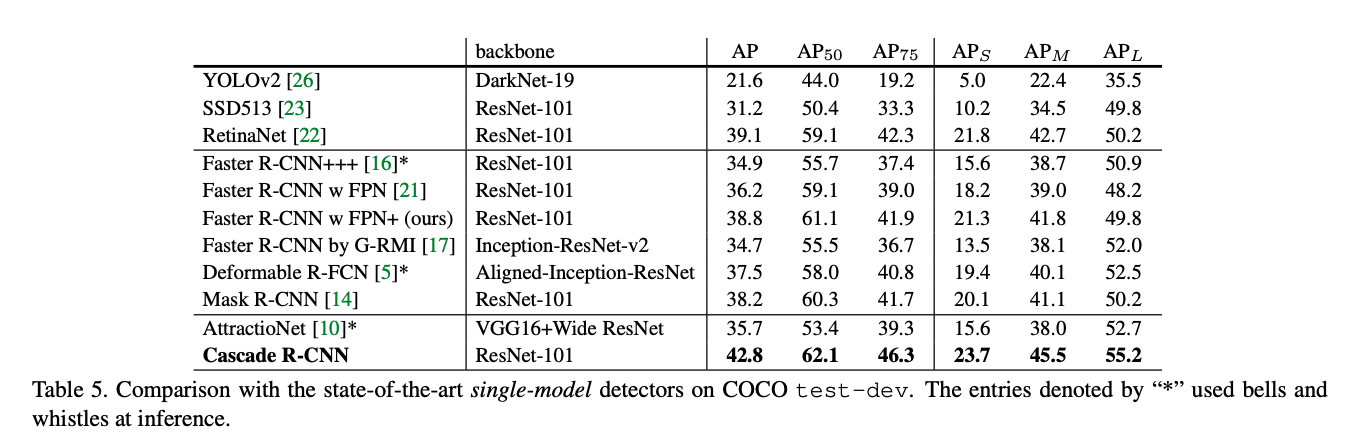 backbone AP AP50 AP75 APS APM APL
YOLOv2 [26] DarkNet-19 21.6 44.0 19.2 5.0 22.4 35.5
SSD513 [23] ResNet-101 31.2 50.4 33.3 10.2 34.5 49.8
RetinaNet [22] ResNet-101 39.1 59.1 42.3 21.8 42.7 50.2
Faster R-CNN+++ [16]* ResNet-101 34.9 55.7 37.4 15.6 38.7 50.9
Faster R-CNN w FPN [21] ResNet-101 36.2 59.1 39.0 18.2 39.0 48.2
Faster R-CNN w FPN+ (ours) ResNet-101 38.8 61.1 41.9 21.3 41.8 49.8
Faster R-CNN by G-RMI [17] Inception-ResNet-v2 34.7 55.5 36.7 13.5 38.1 52.0
Deformable R-FCN [5]* Aligned-Inception-ResNet 37.5 58.0 40.8 19.4 40.1 52.5
Mask R-CNN [14] ResNet-101 38.2 60.3 41.7 20.1 41.1 50.2
AttractioNet [10]* VGG16+Wide ResNet 35.7 53.4 39.3 15.6 38.0 52.7
Cascade R-CNN ResNet-101 42.8 62.1 46.3 23.7 45.5 55.2
Table 5. Comparison with the state-of-the-art single-model detectors on COCO test-dev. The entries denoted by “*” used bells and
whistles at inference.